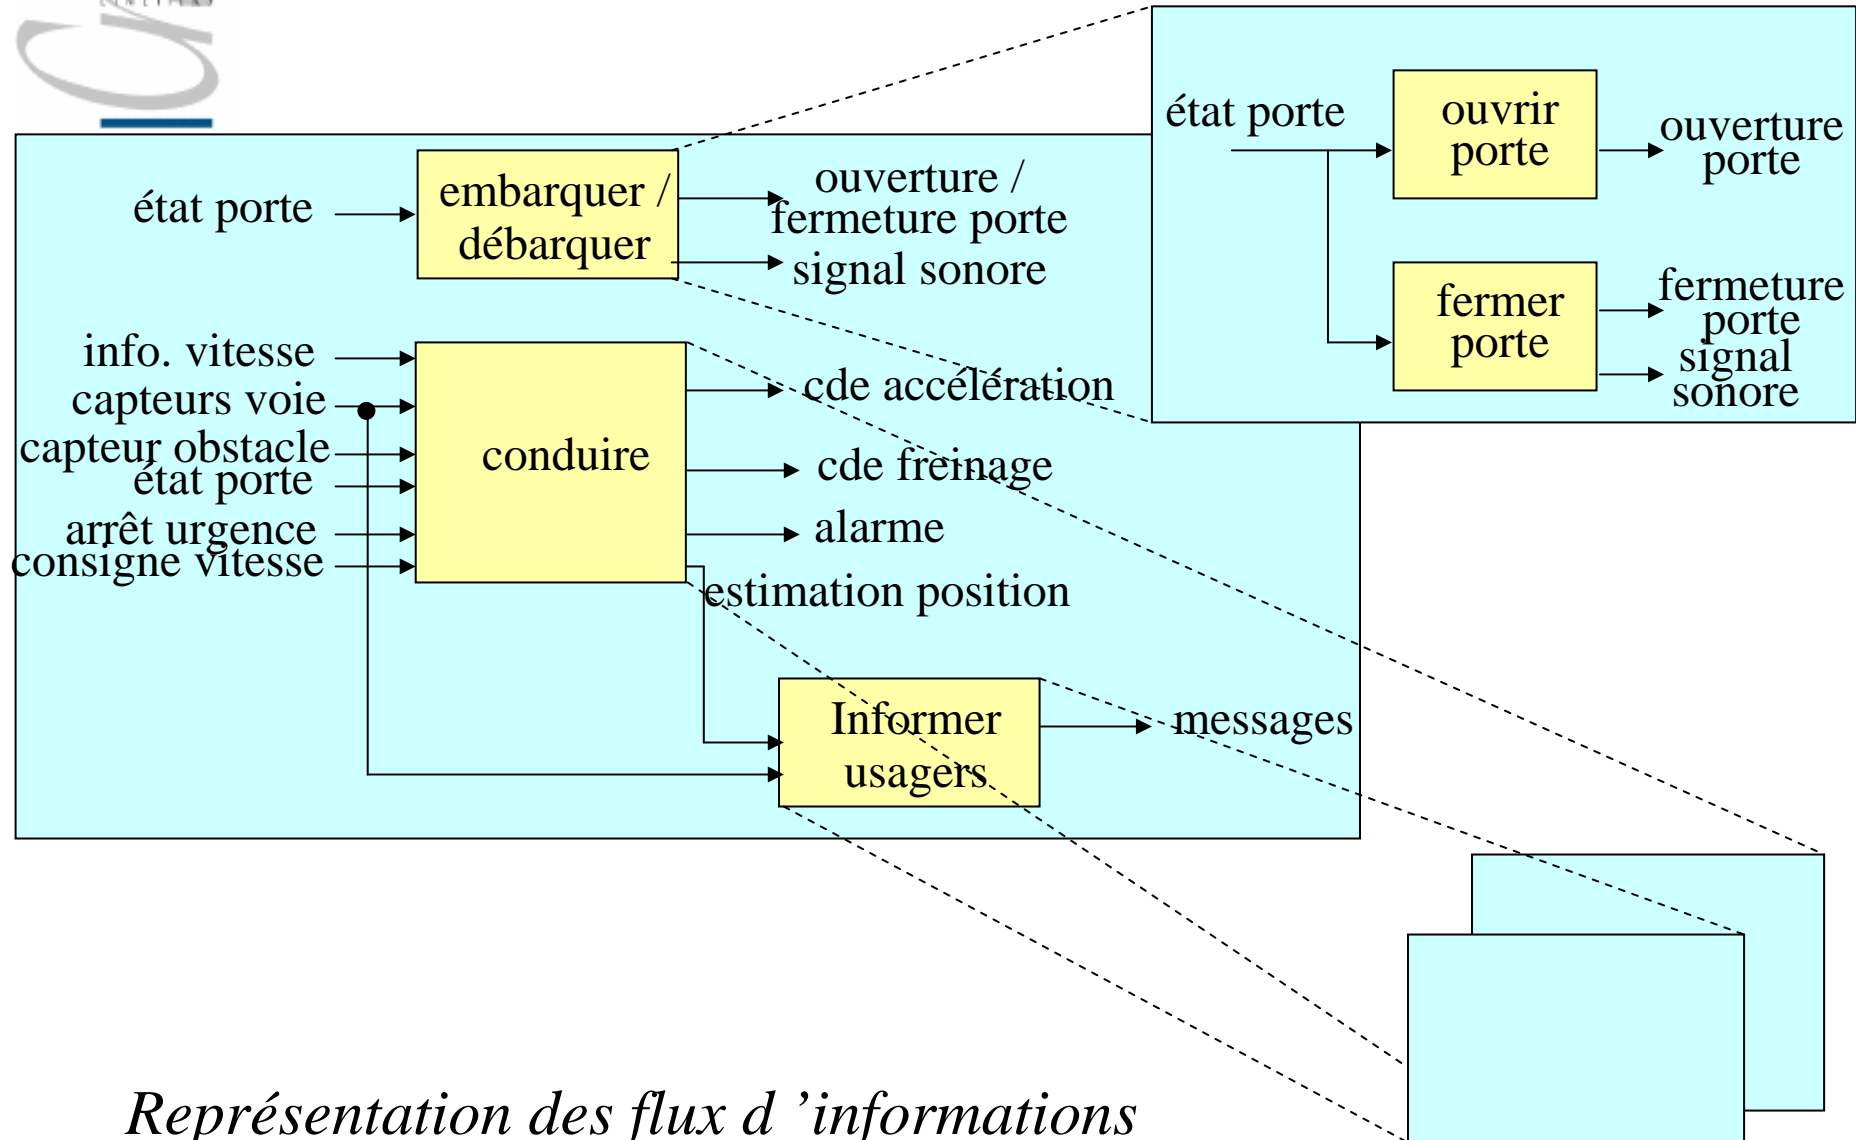 état porte
embarquer /
débarquer
ouverture /
fermeture porte
signal sonore
info. vitesse
capteurs voie
capteur obstacle
état porte
arrêt urgence
consigne vitesse
conduire
cde accélération
cde freinage
alarme
estimation position
Informer
usagers
messages
état porte
ouvrir
porte
ouverture
porte
fermer
porte
fermeture
porte
signal
sonore
Représentation des flux d ’informations